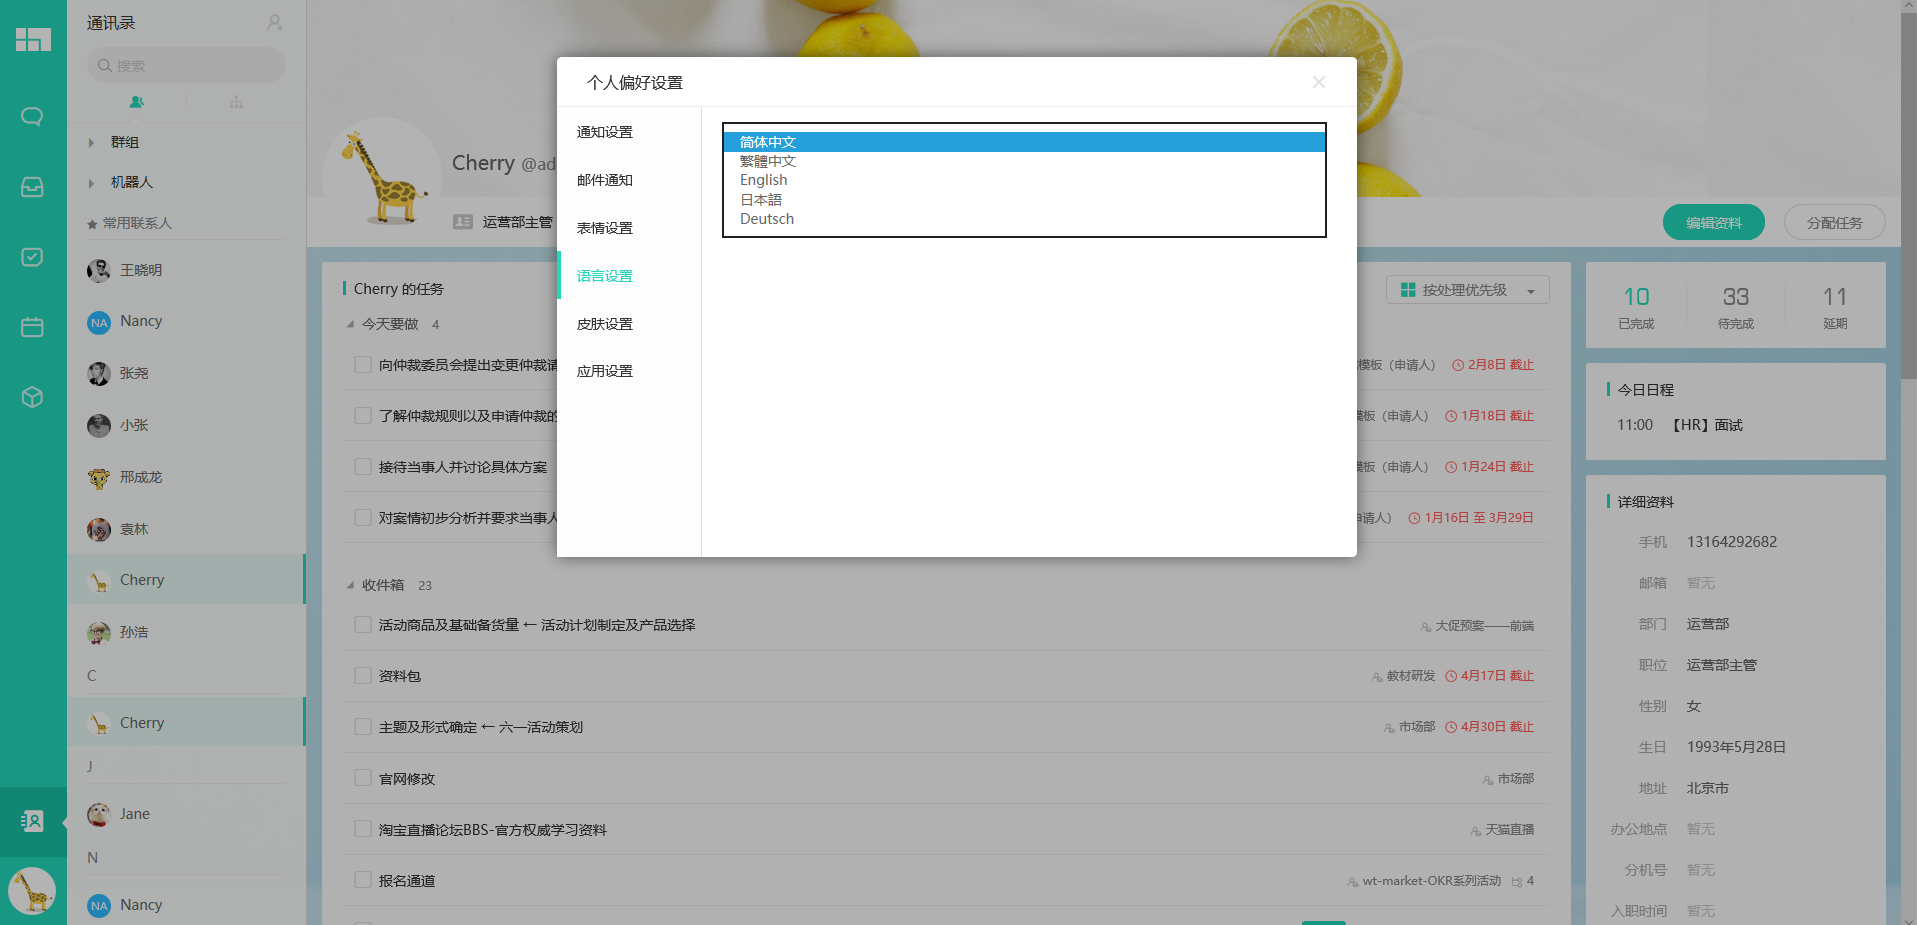 通讯录
搜索
群组
机器人
常用联系人
王晓明
NA Nancy
张尧
小张
邢成龙
袁林
Cherry
孙浩
C
Cherry
J
Jane
N
NA Nancy
Cherry @ad
运营部主管
编辑资料
分配任务
个人偏好设置
通知设置
邮件通知
表情设置
语言设置
皮肤设置
应用设置
简体中文
繁體中文
English
日本語
Deutsch
Cherry 的任务
按处理优先级
今天要做 4
向仲裁委员会提出变更仲裁请 模板（申请人） 2月8日 截止
了解仲裁规则以及申请仲裁的 模板（申请人） 1月18日 截止
接待当事人并讨论具体方案 模板（申请人） 1月24日 截止
对案情初步分析并要求当事人 申请人） 1月16日 至 3月29日
收件箱 23
活动商品及基础备货量 ← 活动计划制定及产品选择 大促预案——前端
资料包 教材研发 4月17日 截止
主题及形式确定 ← 六一活动策划 市场部 4月30日 截止
官网修改 市场部
淘宝直播论坛BBS-官方权威学习资料 天猫直播
报名通道 wt-market-OKR系列活动 4
10 33 11
已完成 待完成 延期
今日日程
11:00 【HR】面试
详细资料
手机 13164292682
邮箱 暂无
部门 运营部
职位 运营部主管
性别 女
生日 1993年5月28日
地址 北京市
办公地点 暂无
分机号 暂无
入职时间 暂无